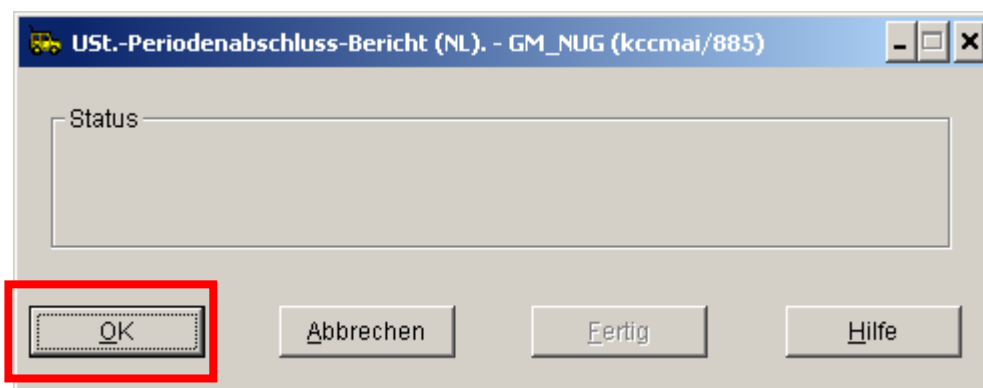 USt.-Periodenabschluss-Bericht (NL). - GM_NUG (kccmai/885)
Status
OK Abbrechen Fertig Hilfe